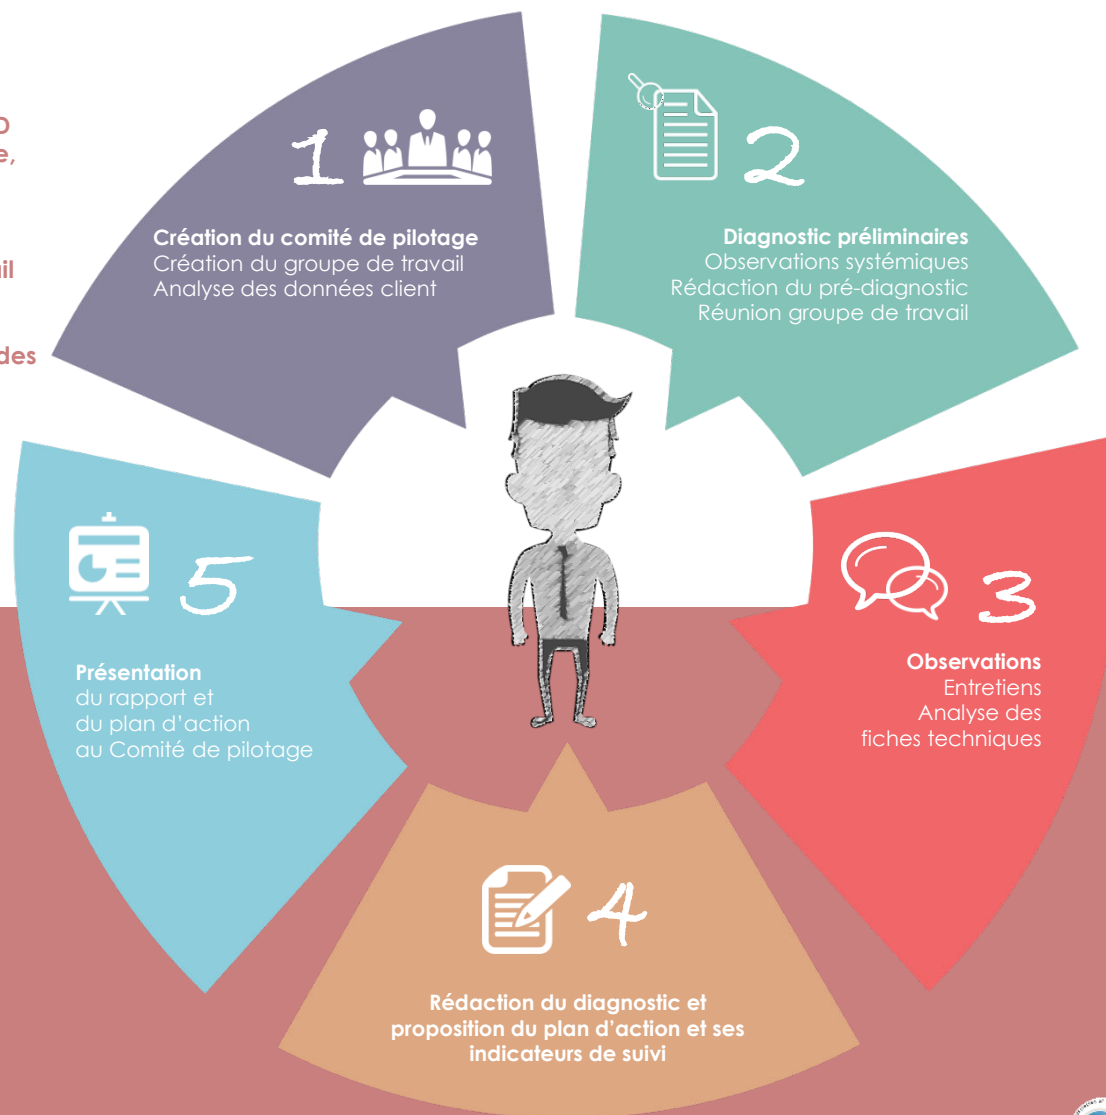 D
e,
ail
des
1
Création du comité de pilotage
Création du groupe de travail
Analyse des données client
2
Diagnostic préliminaires
Observations systémiques
Rédaction du pré-diagnostic
Réunion groupe de travail
3
Observations
Entretiens
Analyse des
fiches techniques
4
Rédaction du diagnostic et
proposition du plan d’action et ses
indicateurs de suivi
5
Présentation
du rapport et
du plan d’action
au Comité de pilotage